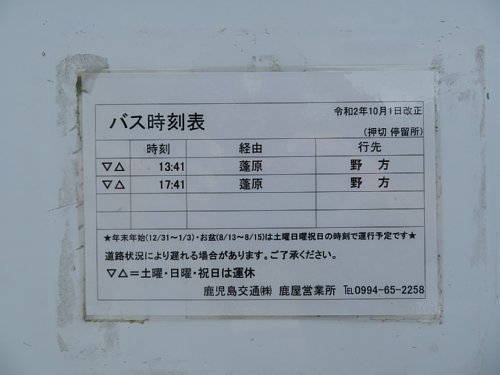 令和2年10月1日改正
バス時刻表
(押切 停留所)
時刻 経由 行先
▽△ 13:41 蓬原 野 方
▽△ 17:41 蓬原 野 方
★年末年始(12/31～1/3)・お盆(8/13～8/15)は土曜日曜祝日の時刻で運行予定です★
道路状況により遅れる場合があります。ご了承ください。
▽△=土曜・日曜・祝日は運休
鹿児島交通㈱ 鹿屋営業所 ℡0994-65-2258